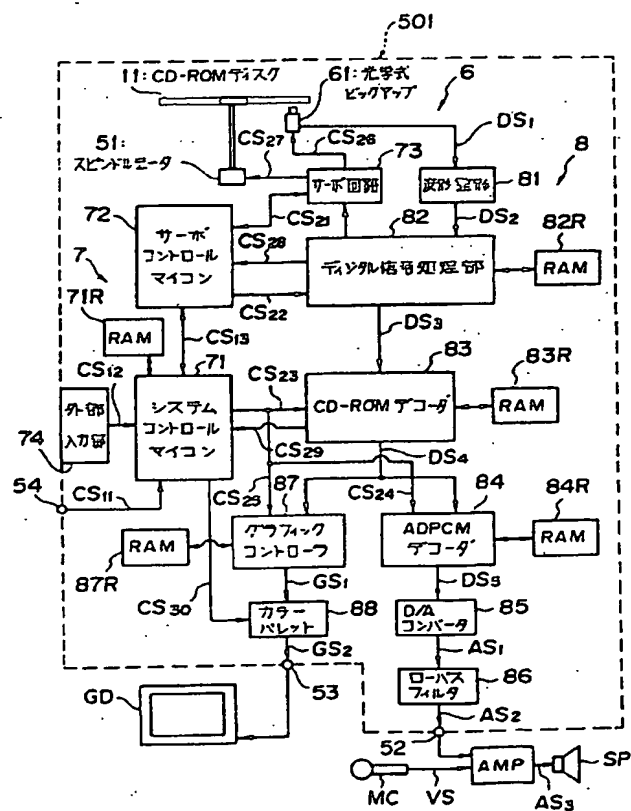 501
11:CD-ROMディスク
61:光学式
ピックアップ
6
DS1
8
CS26
CS27
51:
スピンドルモータ
73
サーボ回路
81
CS21
DS2
72
サーボ
コントロール
マイコン
CS28
CS22
82
ディジタル信号処理部
82R
RAM
7
71R
RAM
CS13
DS3
CS12
71
CS23
83
83R
外部
入力部
システム
コントロール
マイコン
CD-ROMデコーダ
RAM
74
CS29
DS4
54
CS11
CS25
87
CS24
84
84R
RAM
グラフィック
コントローラ
ADPCM
デコーダ
RAM
87R
GS1
DS5
CS30
カラー
パレット
88
D/A
コンバータ
85
GS2
AS1
ローパス
フィルタ
86
53
GD
AS2
52
AMP
SP
MC
VS
AS3